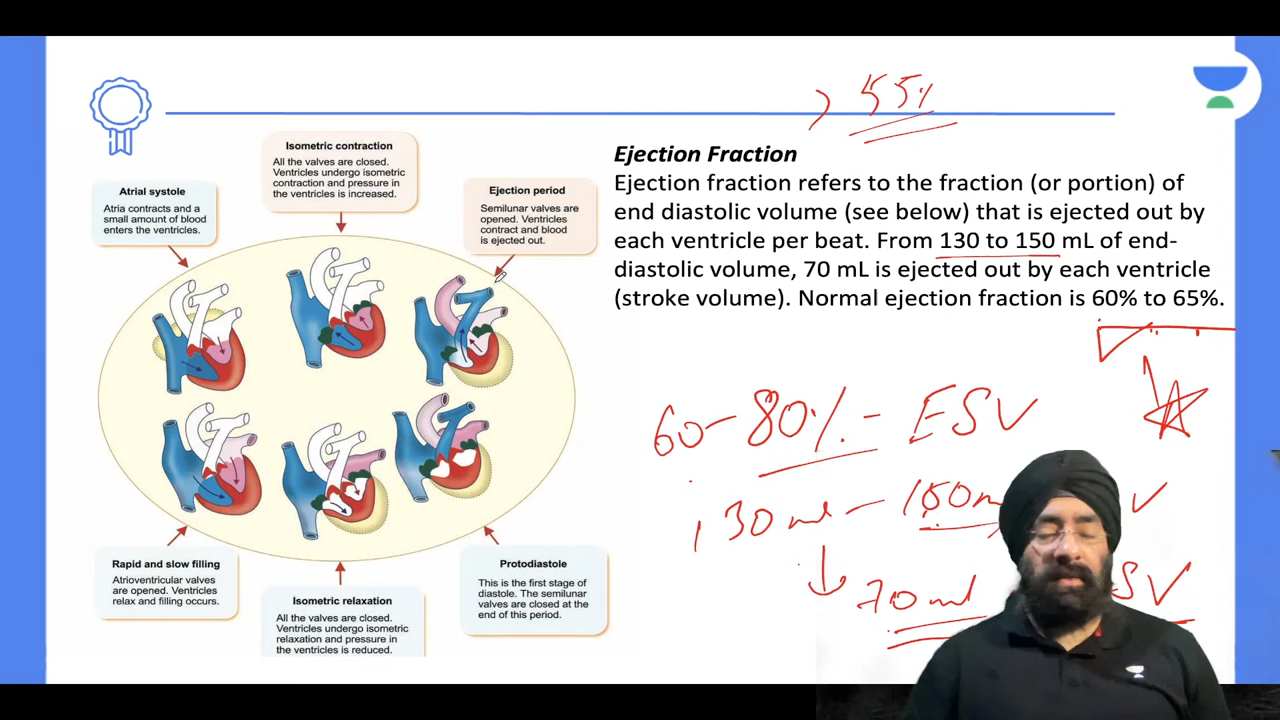 > 55%
Isometric contraction
All the valves are closed.
Ventricles undergo isometric
contraction and pressure in
the ventricles is increased.
Atrial systole
Atria contracts and a
small amount of blood
enters the ventricles.
Ejection period
Semilunar valves are
opened. Ventricles
contract and blood
is ejected out.
Rapid and slow filling
Atrioventricular valves
are opened. Ventricles
relax and filling occurs.
Isometric relaxation
All the valves are closed.
Ventricles undergo isometric
relaxation and pressure in
the ventricles is reduced.
Protodiastole
This is the first stage of
diastole. The semilunar
valves are closed at the
end of this period.
Ejection Fraction
Ejection fraction refers to the fraction (or portion) of
end diastolic volume (see below) that is ejected out by
each ventricle per beat. From 130 to 150 mL of end-
diastolic volume, 70 mL is ejected out by each ventricle
(stroke volume). Normal ejection fraction is 60% to 65%.
60-80% - ESV
130 ml - 150m
70 ml SV